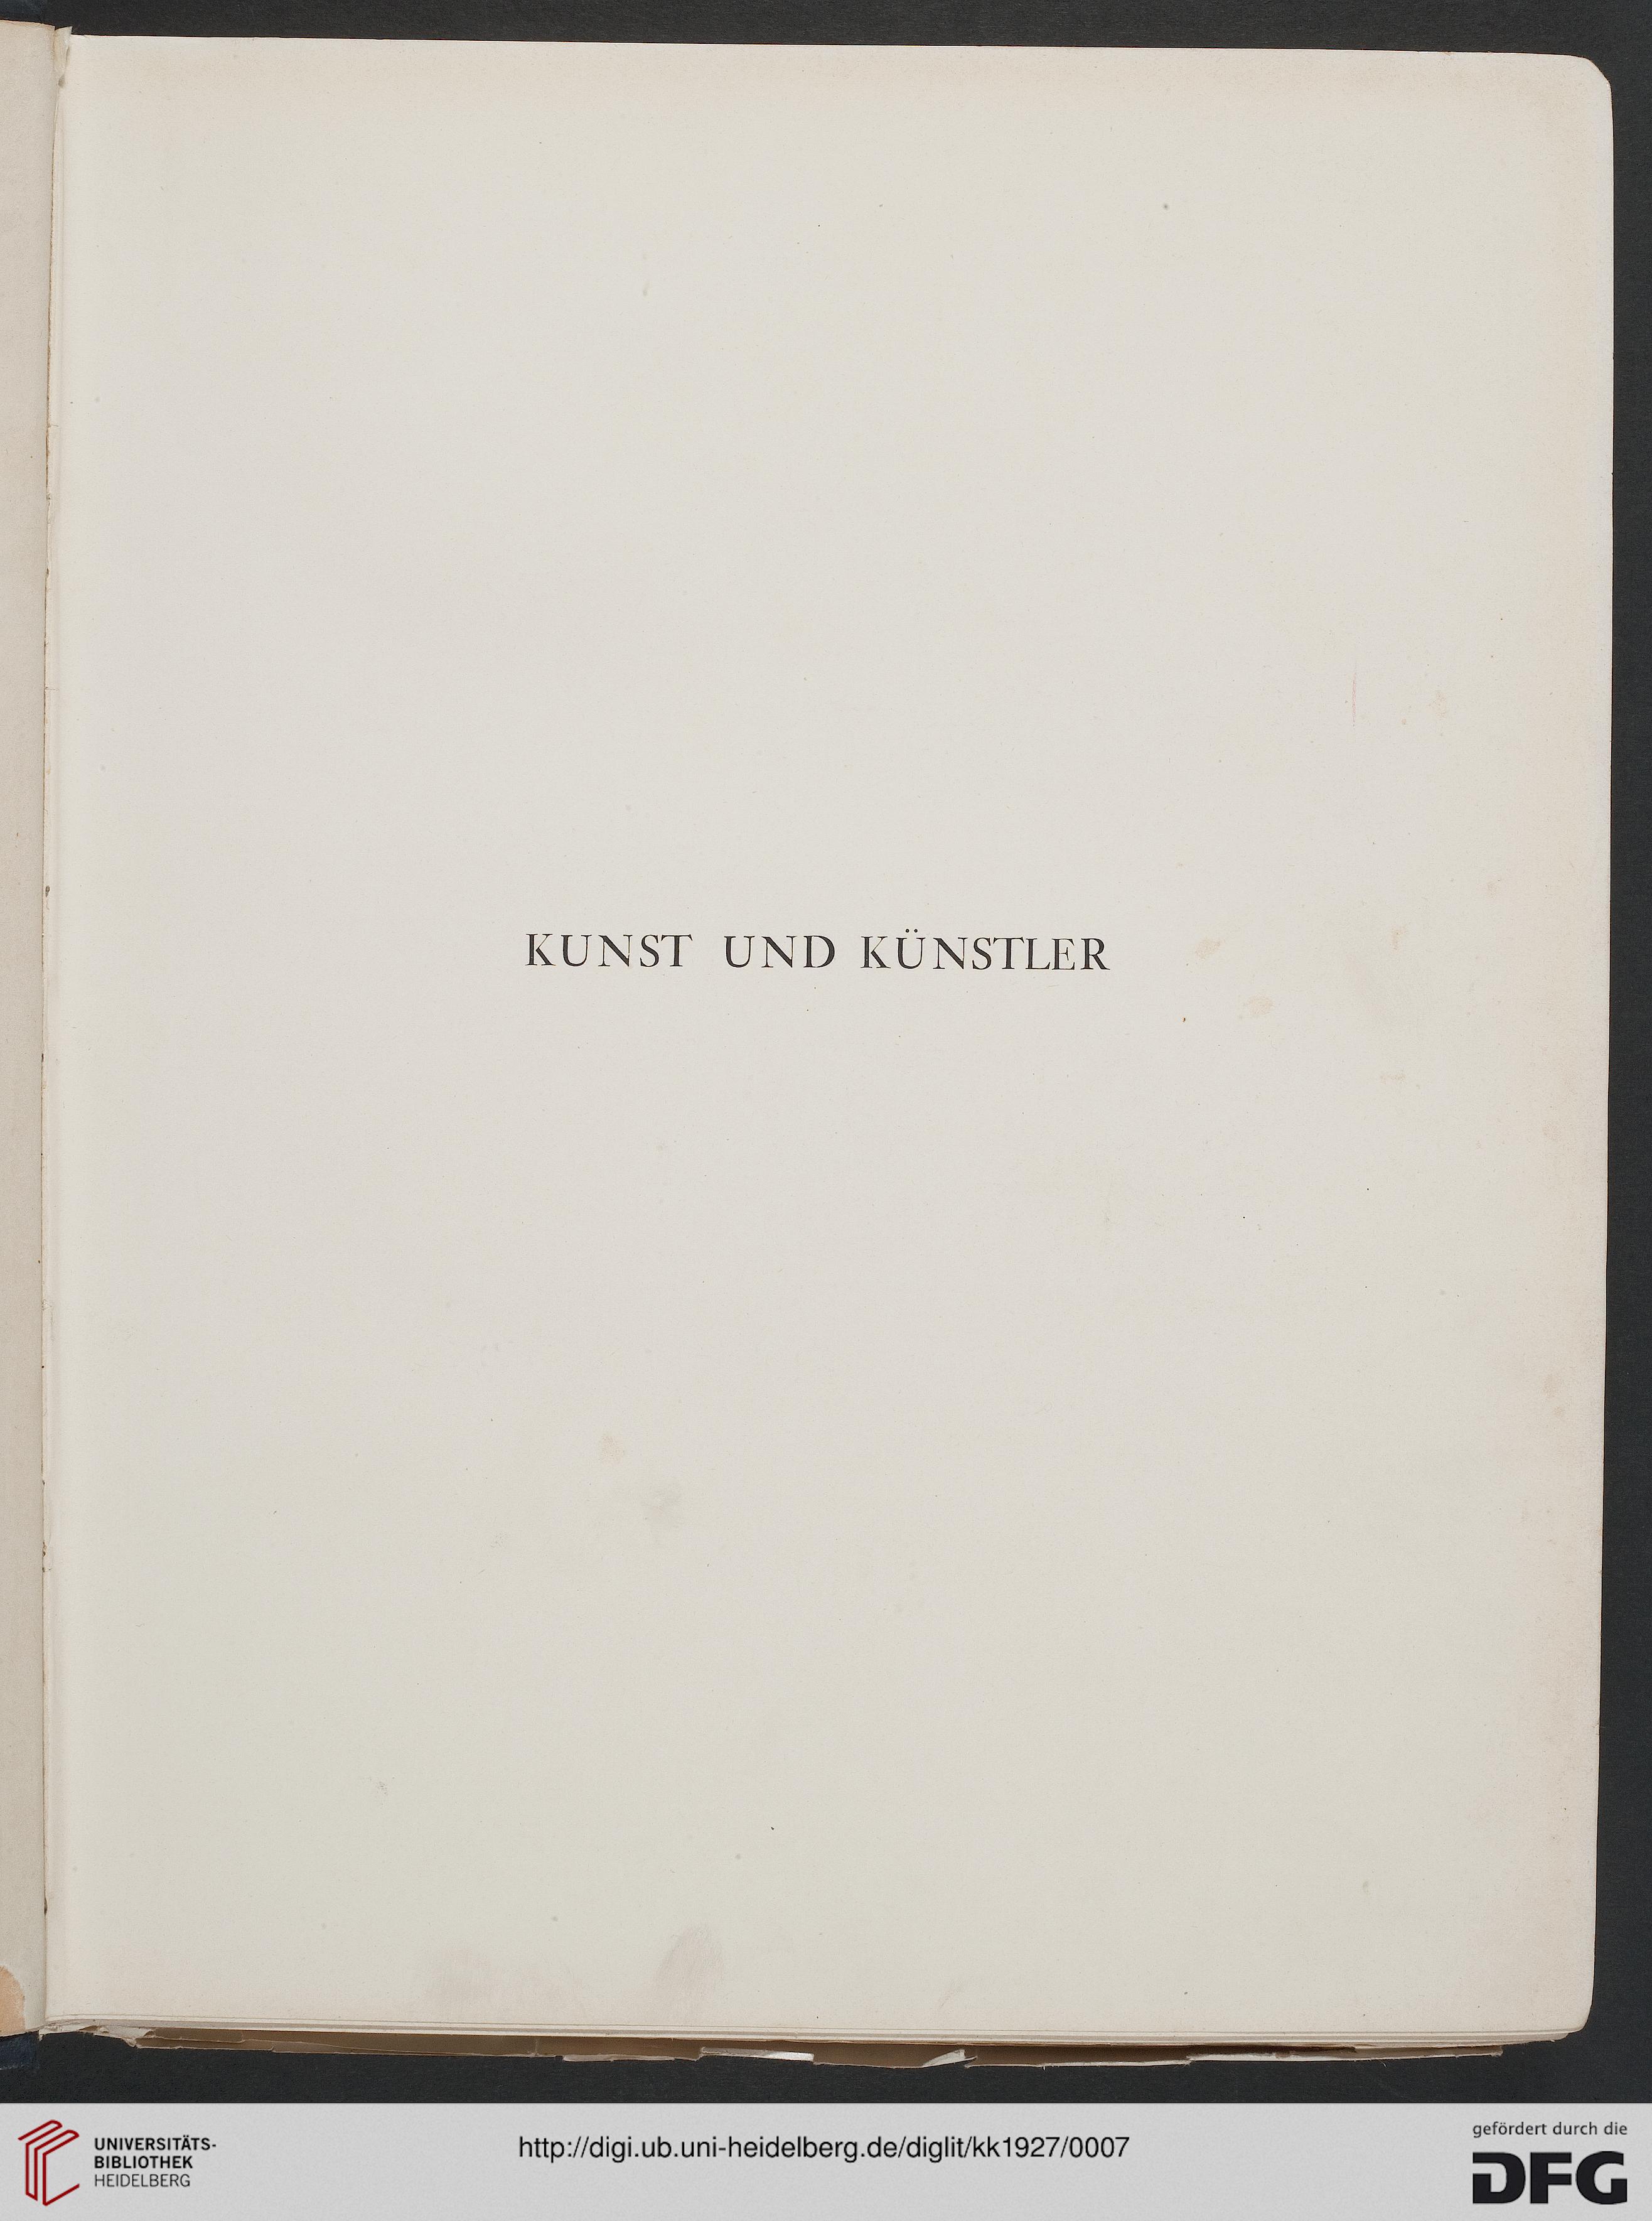 KUNST UND KÜNSTLER
UNIVERSITÄTS-
BIBLIOTHEK
HEIDELBERG
http://digi.ub.uni-heidelberg.de/diglit/kk1927/0007
gefördert durch die
DFG